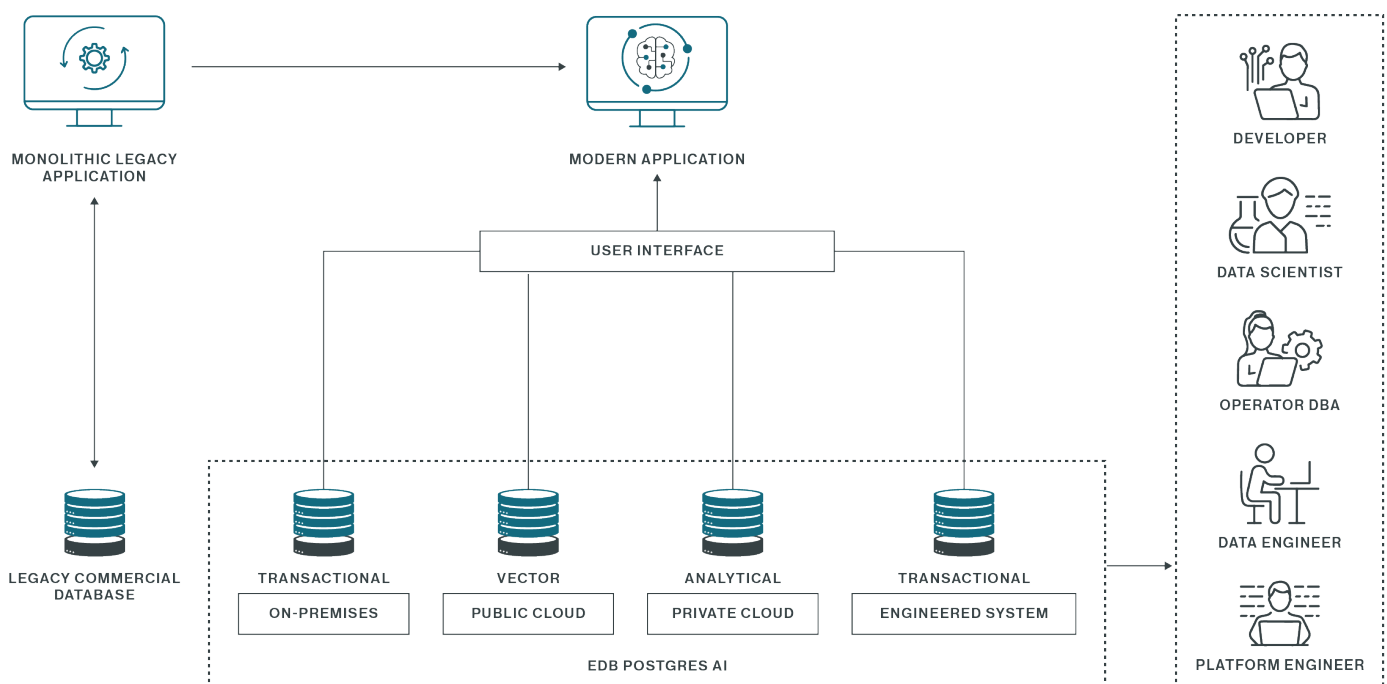 MONOLITHIC LEGACY
APPLICATION
MODERN APPLICATION
USER INTERFACE
LEGACY COMMERCIAL
DATABASE
TRANSACTIONAL
ON-PREMISES
VECTOR
PUBLIC CLOUD
ANALYTICAL
PRIVATE CLOUD
TRANSACTIONAL
ENGINEERED SYSTEM
EDB POSTGRES AI
DEVELOPER
DATA SCIENTIST
OPERATOR DBA
DATA ENGINEER
PLATFORM ENGINEER